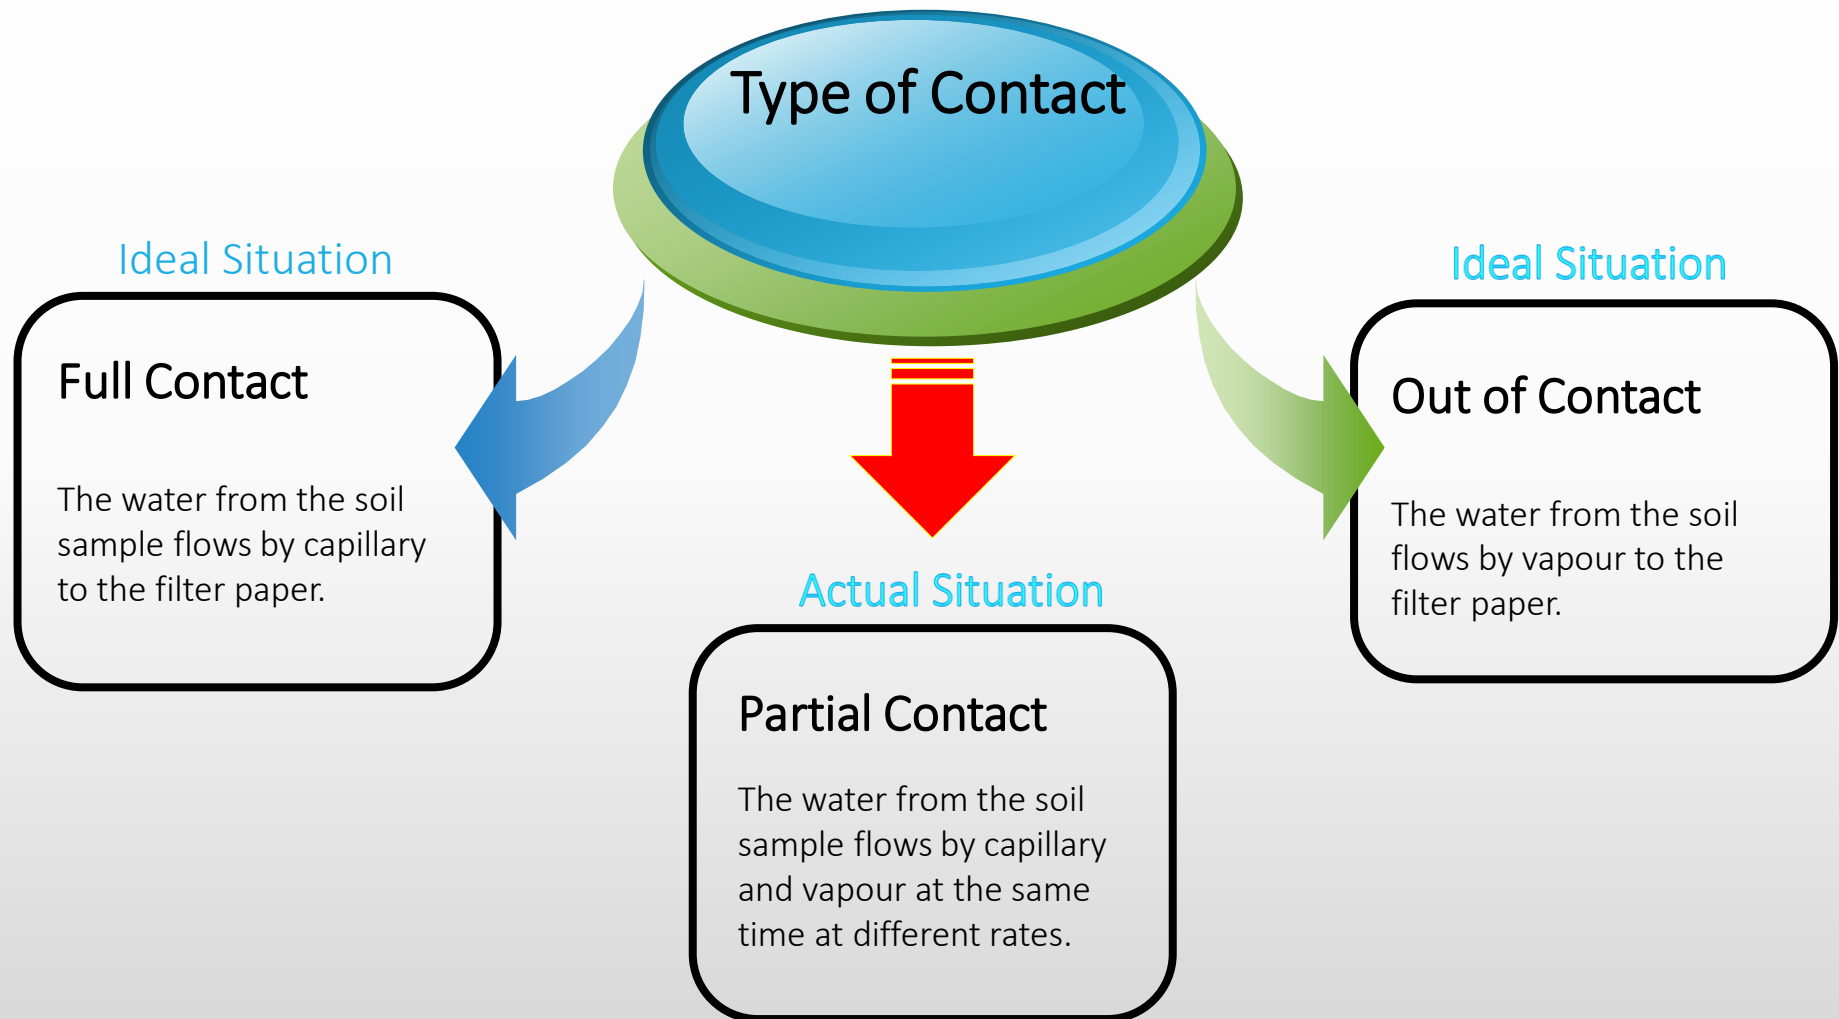 Type of Contact
Ideal Situation
Full Contact
The water from the soil
sample flows by capillary
to the filter paper.
Actual Situation
Partial Contact
The water from the soil
sample flows by capillary
and vapour at the same
time at different rates.
Ideal Situation
Out of Contact
The water from the soil
flows by vapour to the
filter paper.